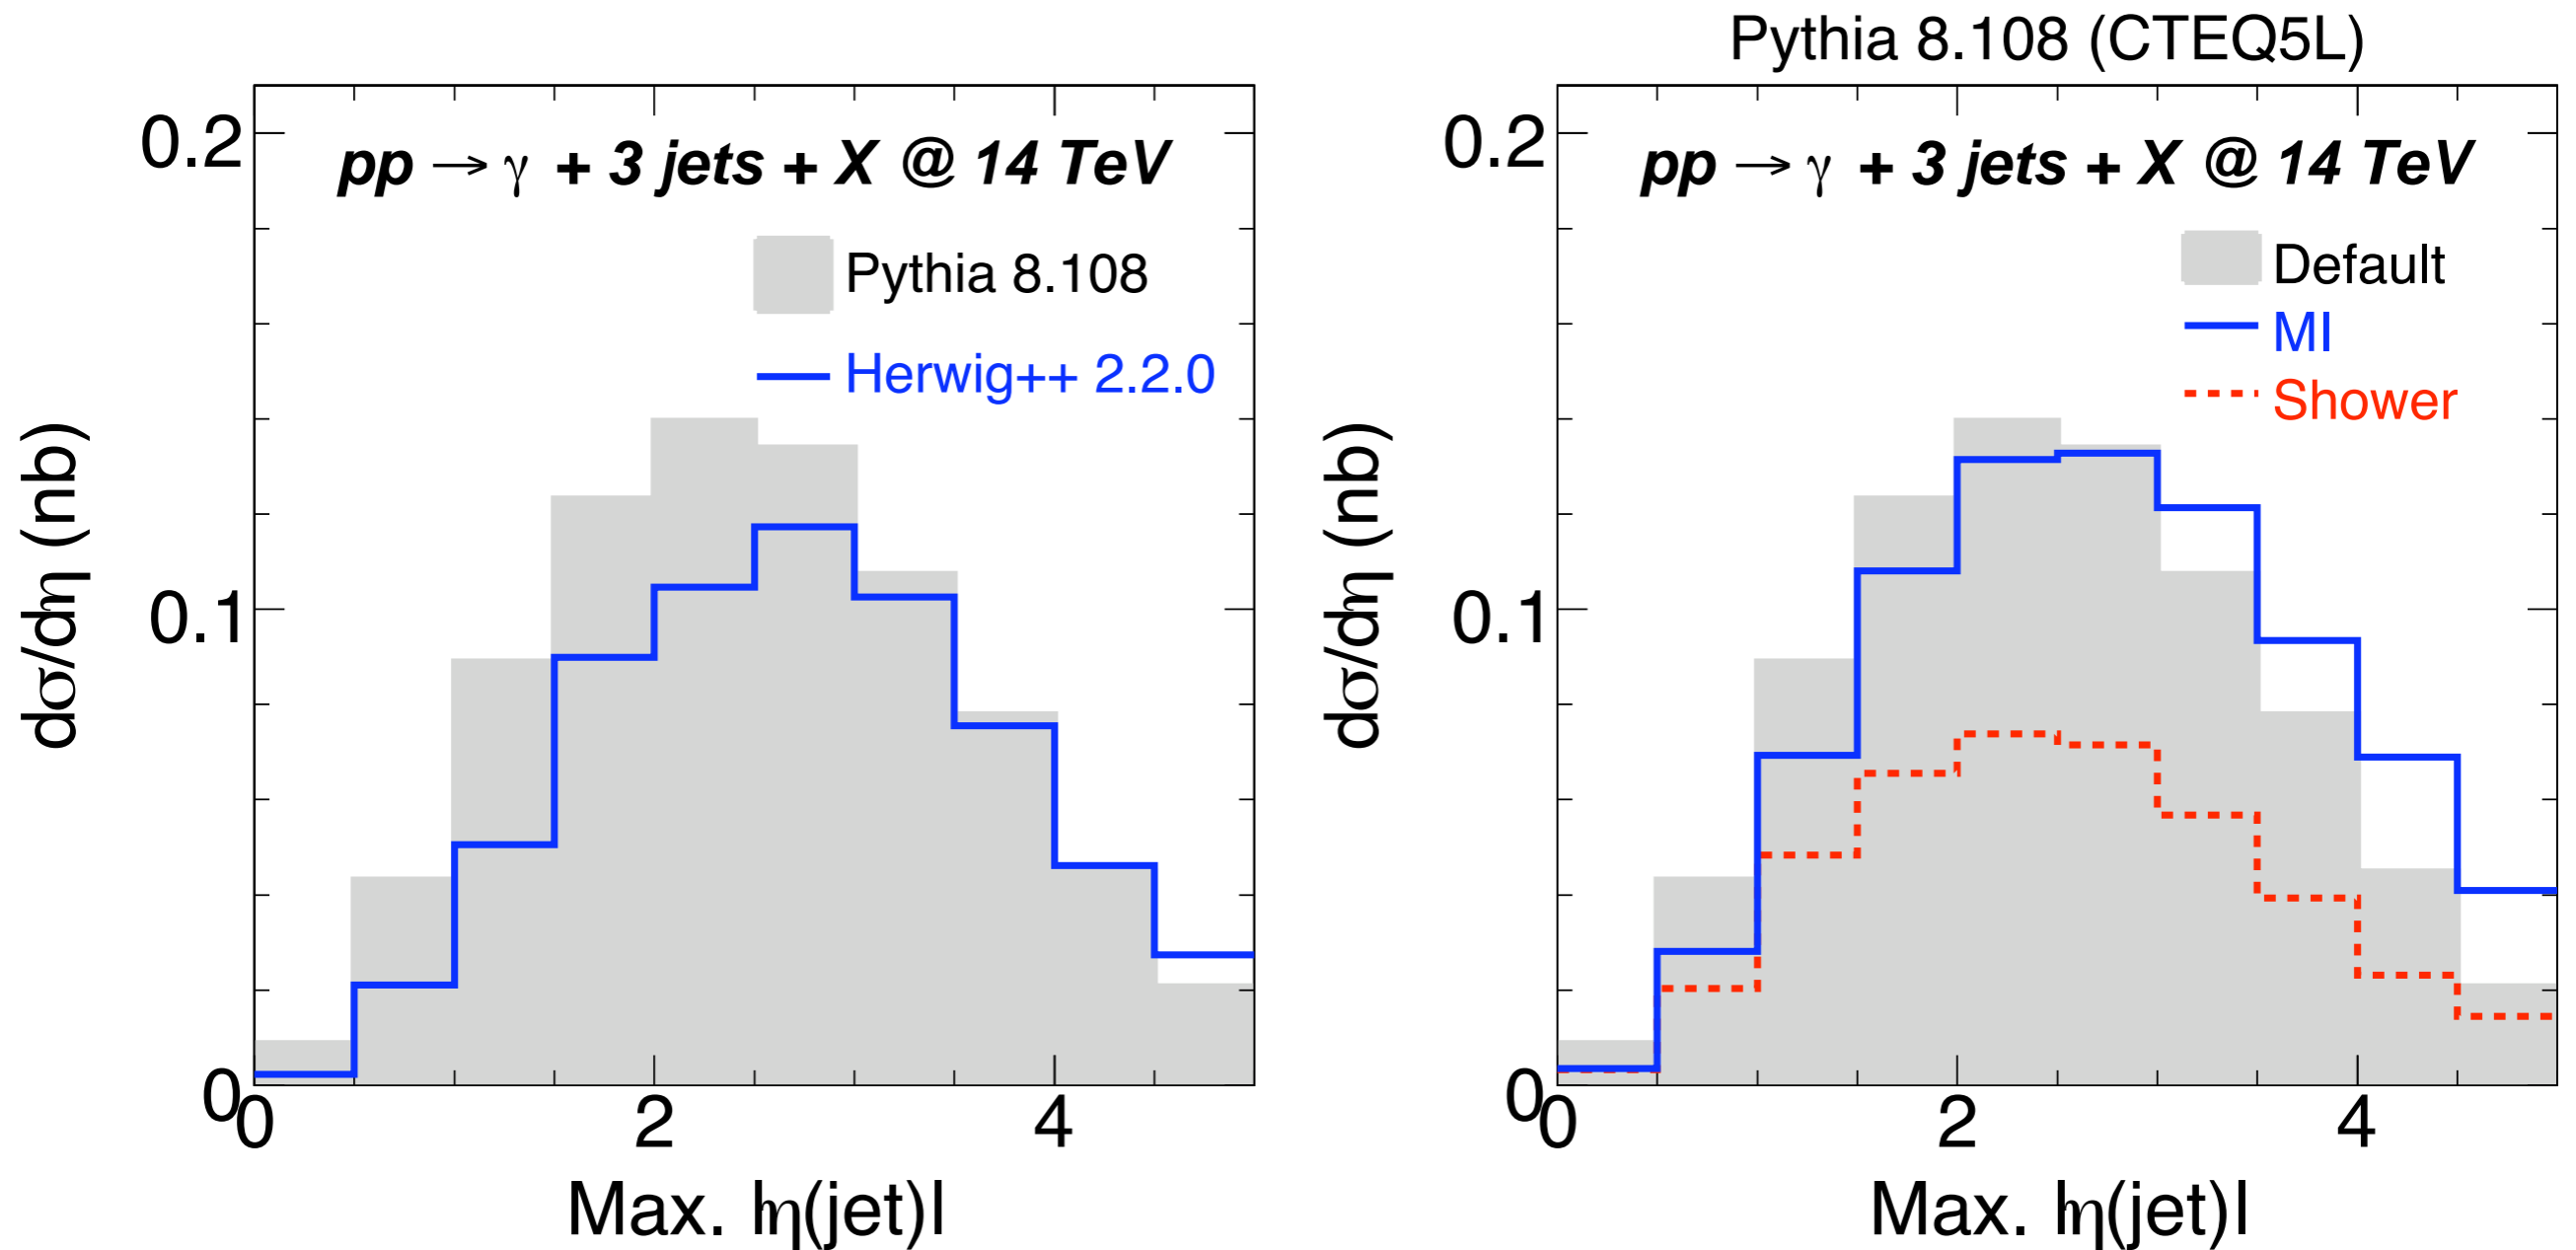 dσ/dη (nb)
0.2
0.1
0
pp → γ + 3 jets + X @ 14 TeV
Pythia 8.108
Herwig++ 2.2.0
0 2 4
Max. |η(jet)|
Pythia 8.108 (CTEQ5L)
dσ/dη (nb)
0.2
0.1
0
pp → γ + 3 jets + X @ 14 TeV
Default
MI
Shower
0 2 4
Max. |η(jet)|